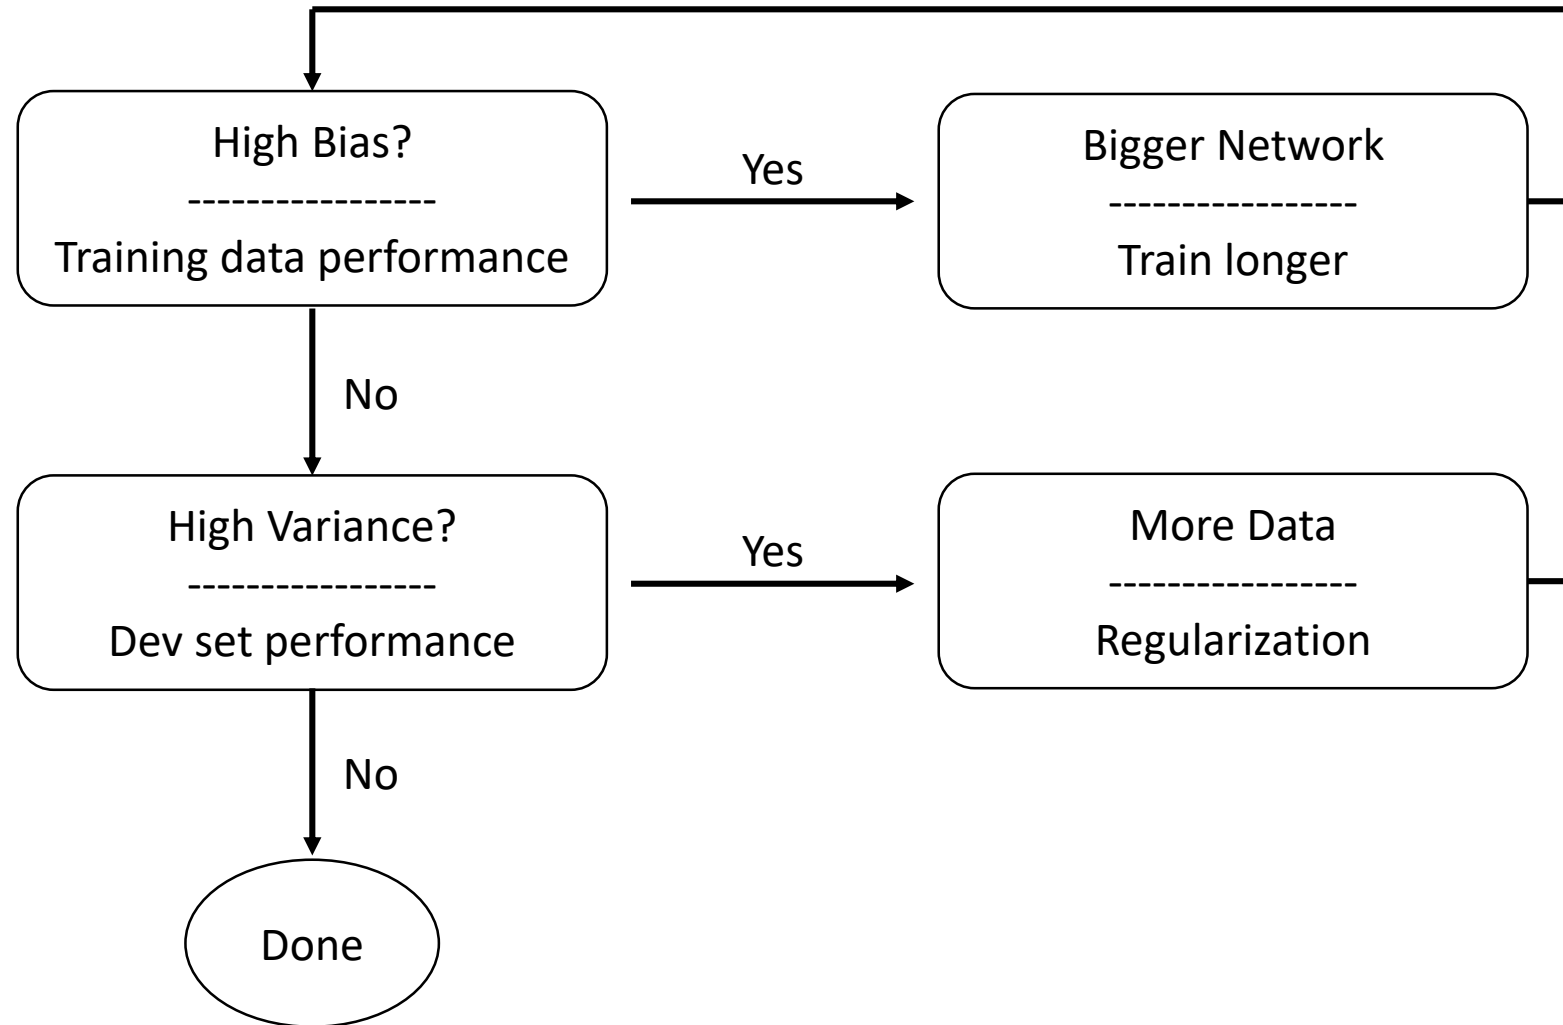 High Bias?
-----------------
Training data performance
Yes
Bigger Network
-----------------
Train longer
No
High Variance?
-----------------
Dev set performance
Yes
More Data
-----------------
Regularization
No
Done